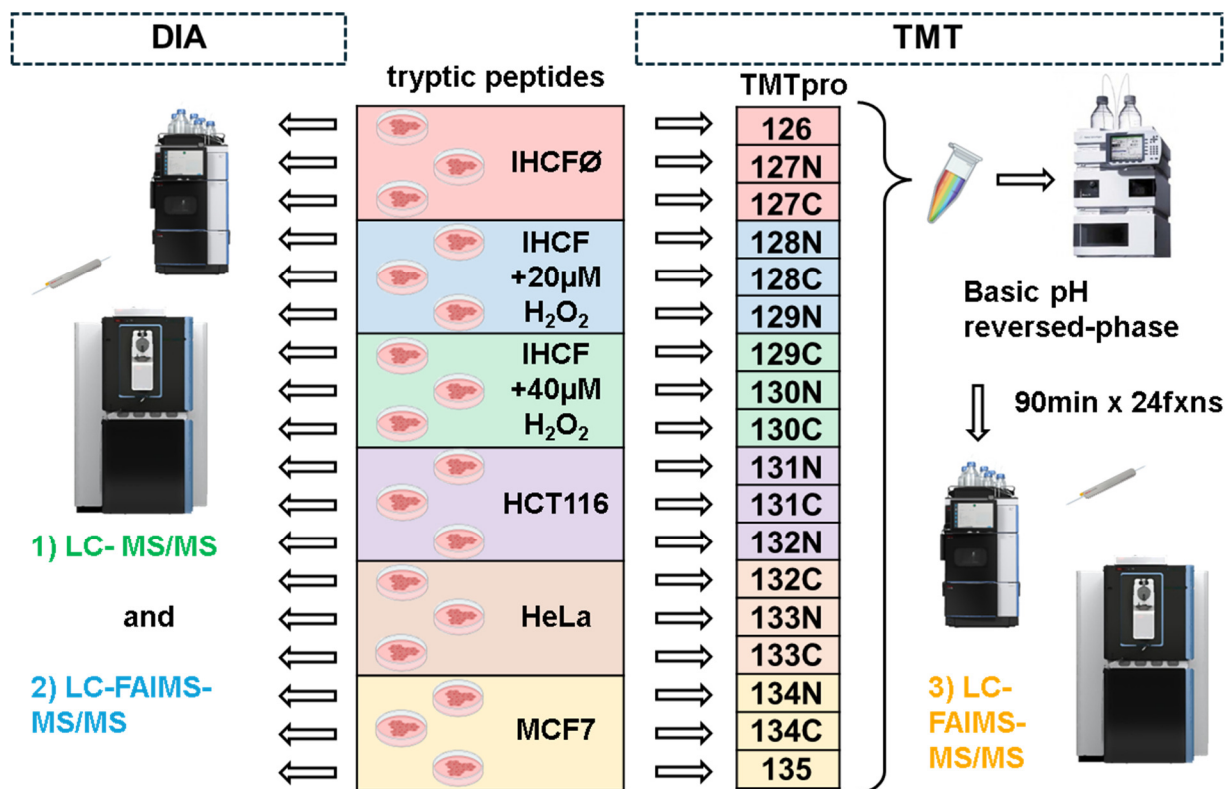 DIA
TMT
tryptic peptides
TMTpro
IHCFØ
IHCF
+20µM
H₂O₂
IHCF
+40µM
H₂O₂
HCT116
HeLa
MCF7
126
127N
127C
128N
128C
129N
129C
130N
130C
131N
131C
132N
132C
133N
133C
134N
134C
135
1) LC- MS/MS
and
2) LC-FAIMS-
MS/MS
Basic pH
reversed-phase
90min x 24fxns
3) LC-
FAIMS-
MS/MS